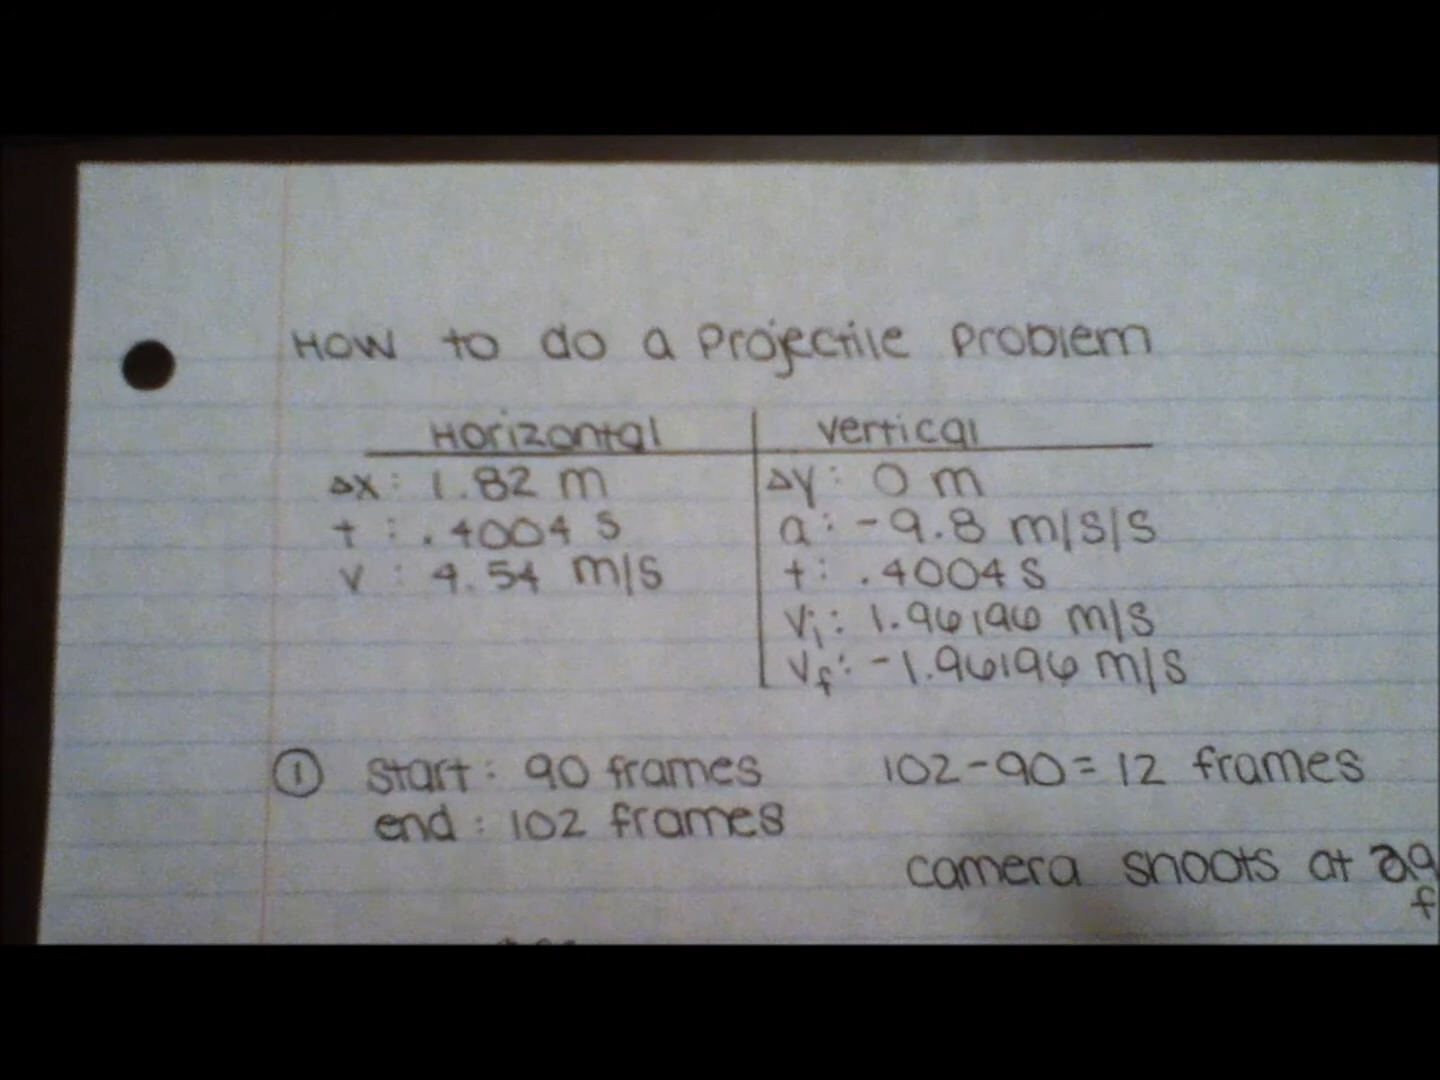 How to do a projectile problem
Horizontal
Δx: 1.82 m
t: .4004 s
v: 4.54 m/s
Vertical
Δy: 0 m
a: -9.8 m/s/s
t: .4004 s
Vi: 1.96196 m/s
Vf: -1.96196 m/s
① Start: 90 frames
end: 102 frames
102-90=12 frames
camera shoots at 29
f